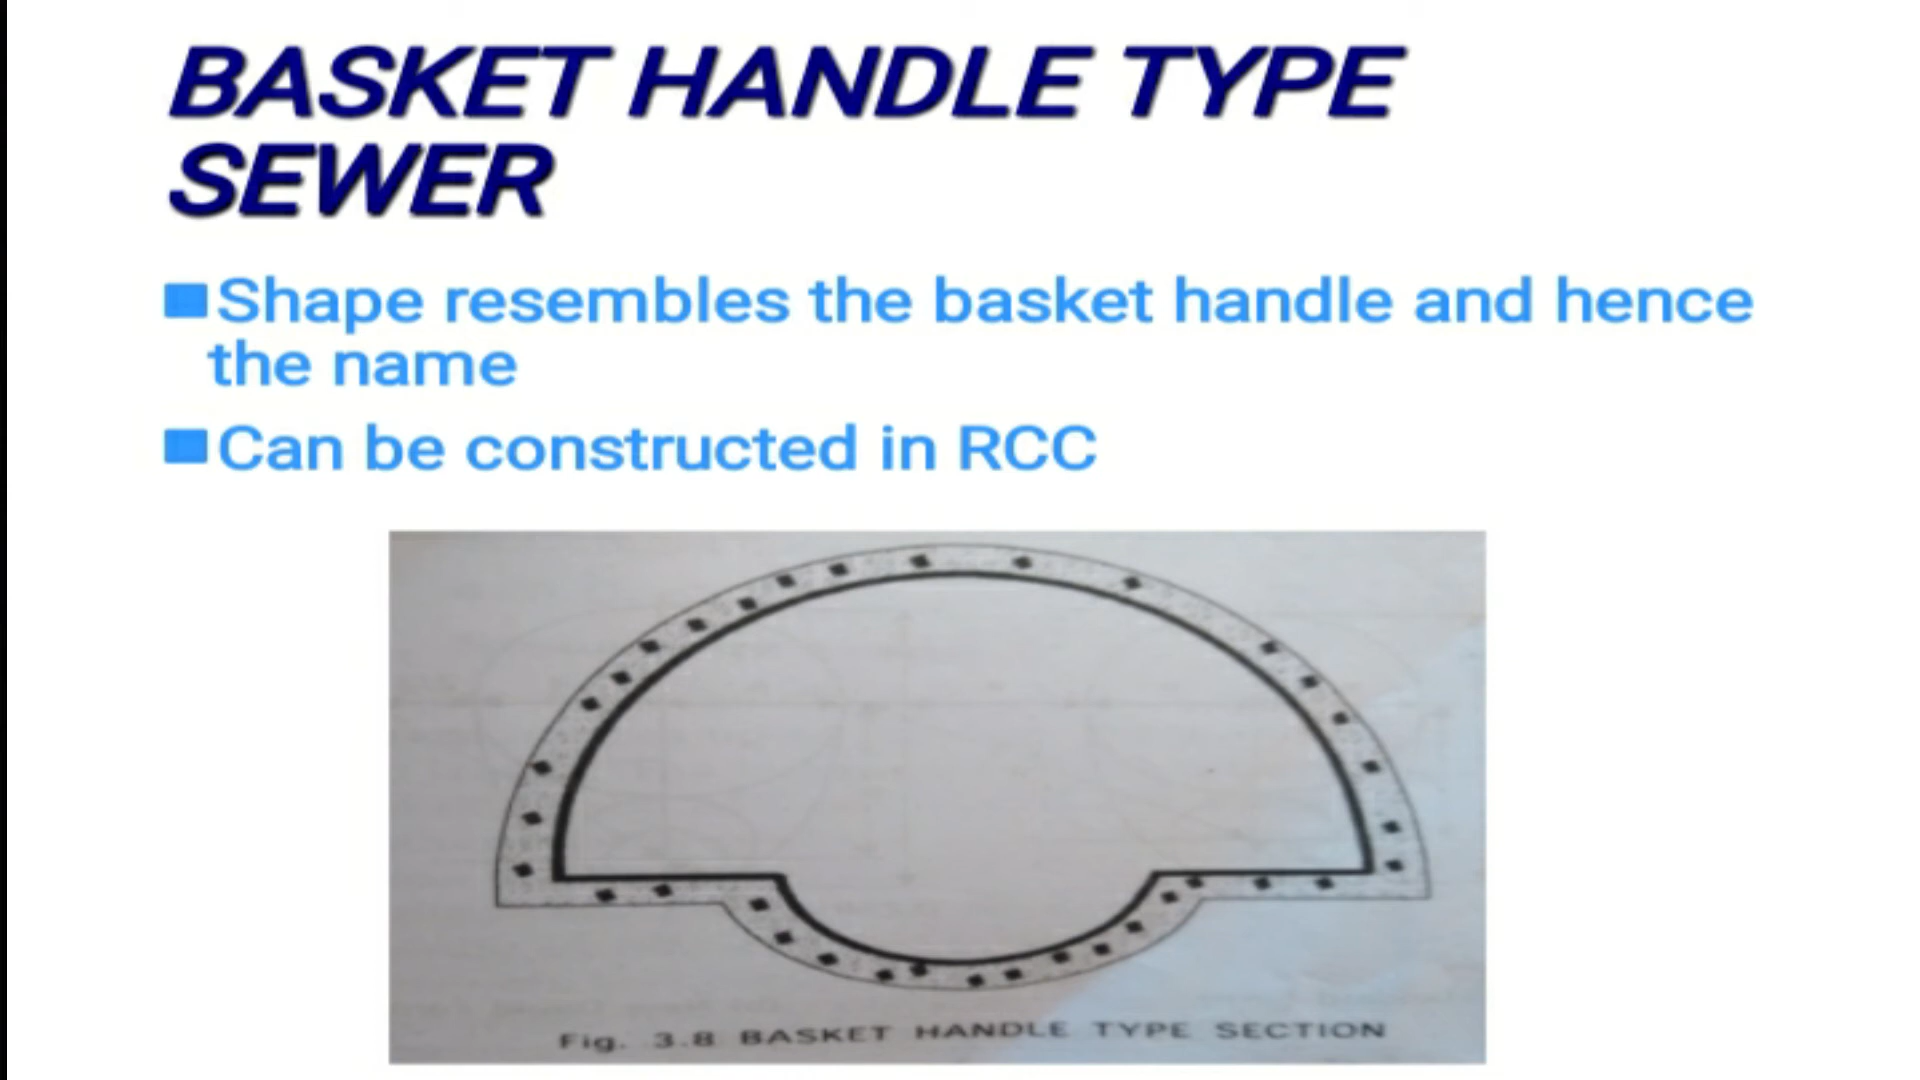 BASKET HANDLE TYPE
SEWER
Shape resembles the basket handle and hence
the name
Can be constructed in RCC
Fig. 3.8 BASKET HANDLE TYPE SECTION